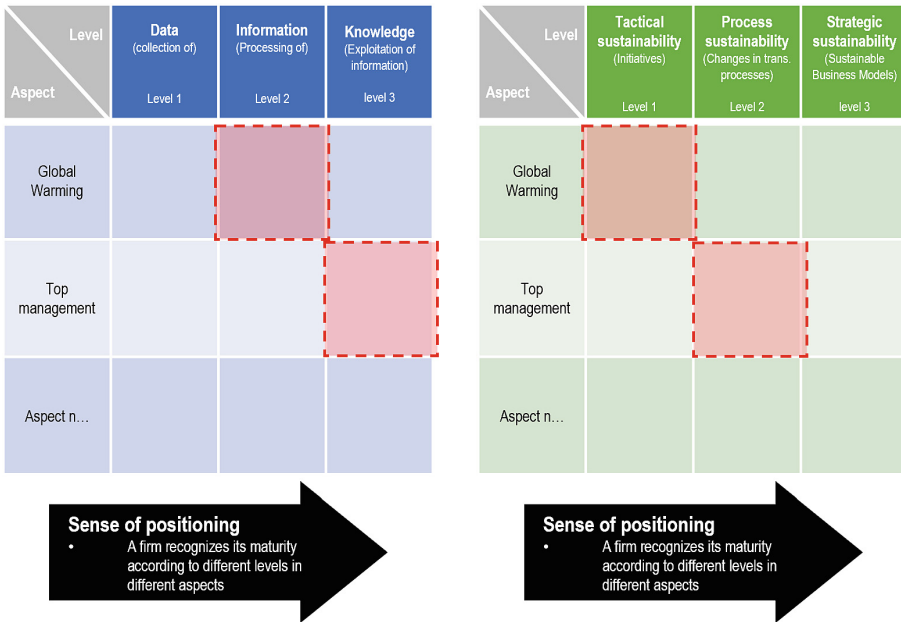 Level
Aspect
Data
(collection of)
Level 1
Information
(Processing of)
Level 2
Knowledge
(Exploitation of
information)
level 3
Global
Warming
Top
management
Aspect n…
Sense of positioning
• A firm recognizes its maturity
according to different levels in
different aspects
Level
Aspect
Tactical
sustainability
(Initiatives)
Level 1
Process
sustainability
(Changes in trans.
processes)
Level 2
Strategic
sustainability
(Sustainable
Business Models)
level 3
Global
Warming
Top
management
Aspect n…
Sense of positioning
• A firm recognizes its maturity
according to different levels in
different aspects